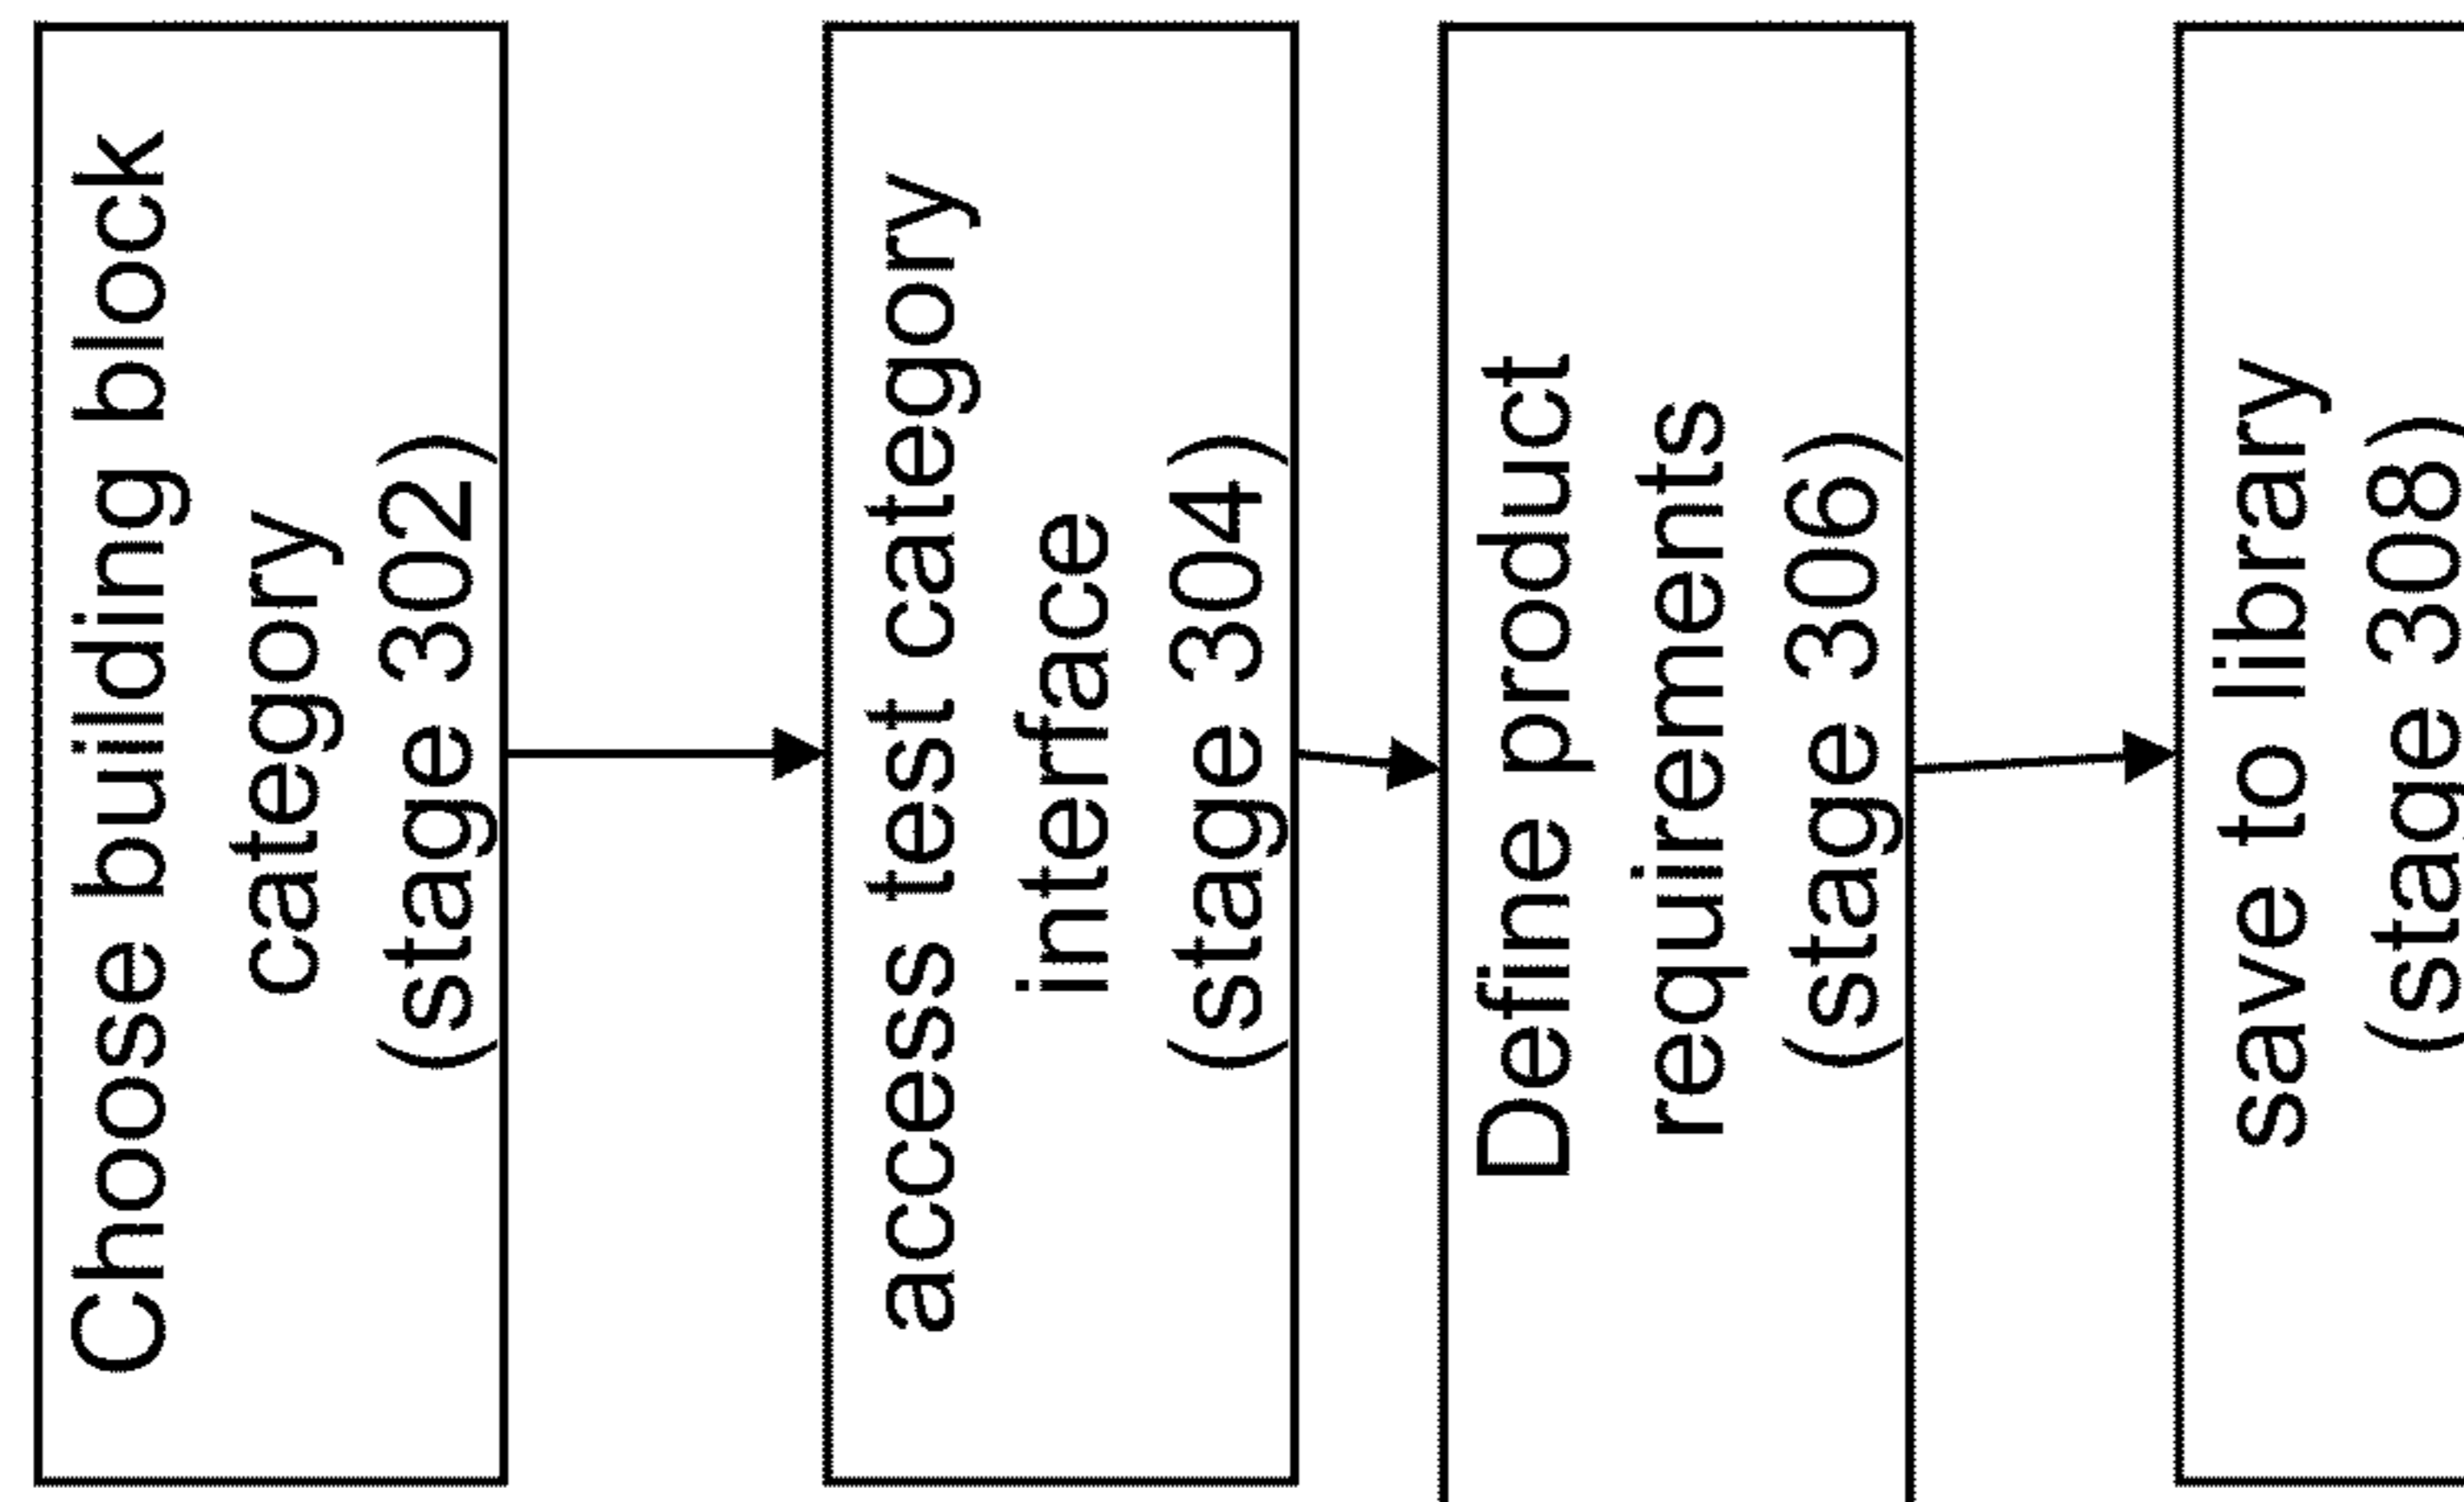 Choose building block
category
(stage 302)
access test category
interface
(stage 304)
Define product
requirements
(stage 306)
save to library
(stage 308)